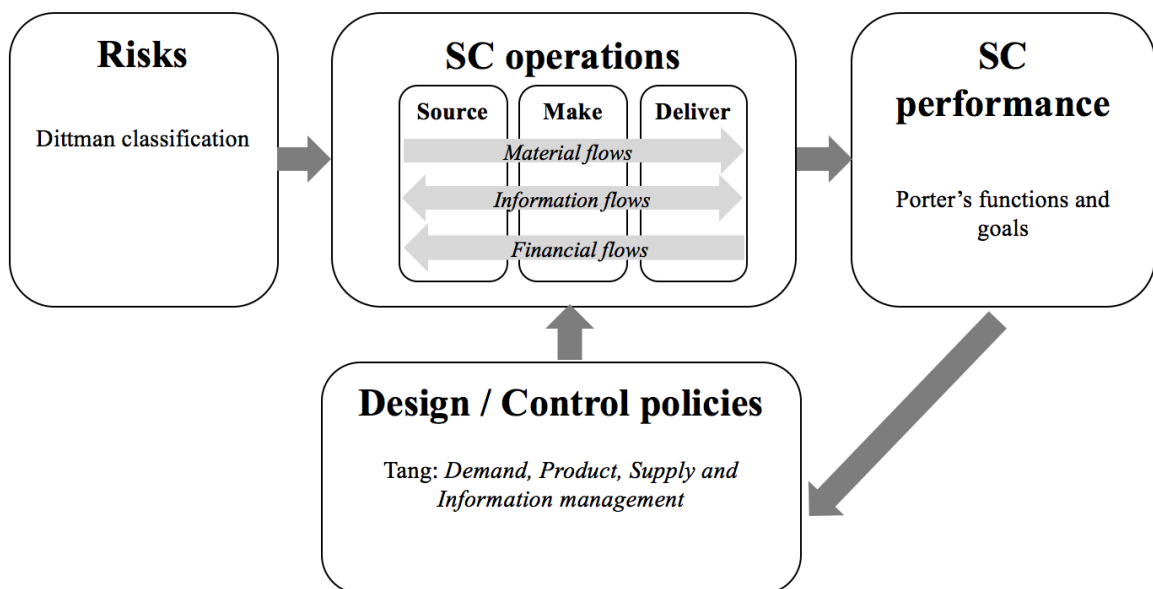 Risks
Dittman classification
SC operations
Source
Make
Deliver
Material flows
Information flows
Financial flows
SC
performance
Porter’s functions and
goals
Design / Control policies
Tang: Demand, Product, Supply and
Information management